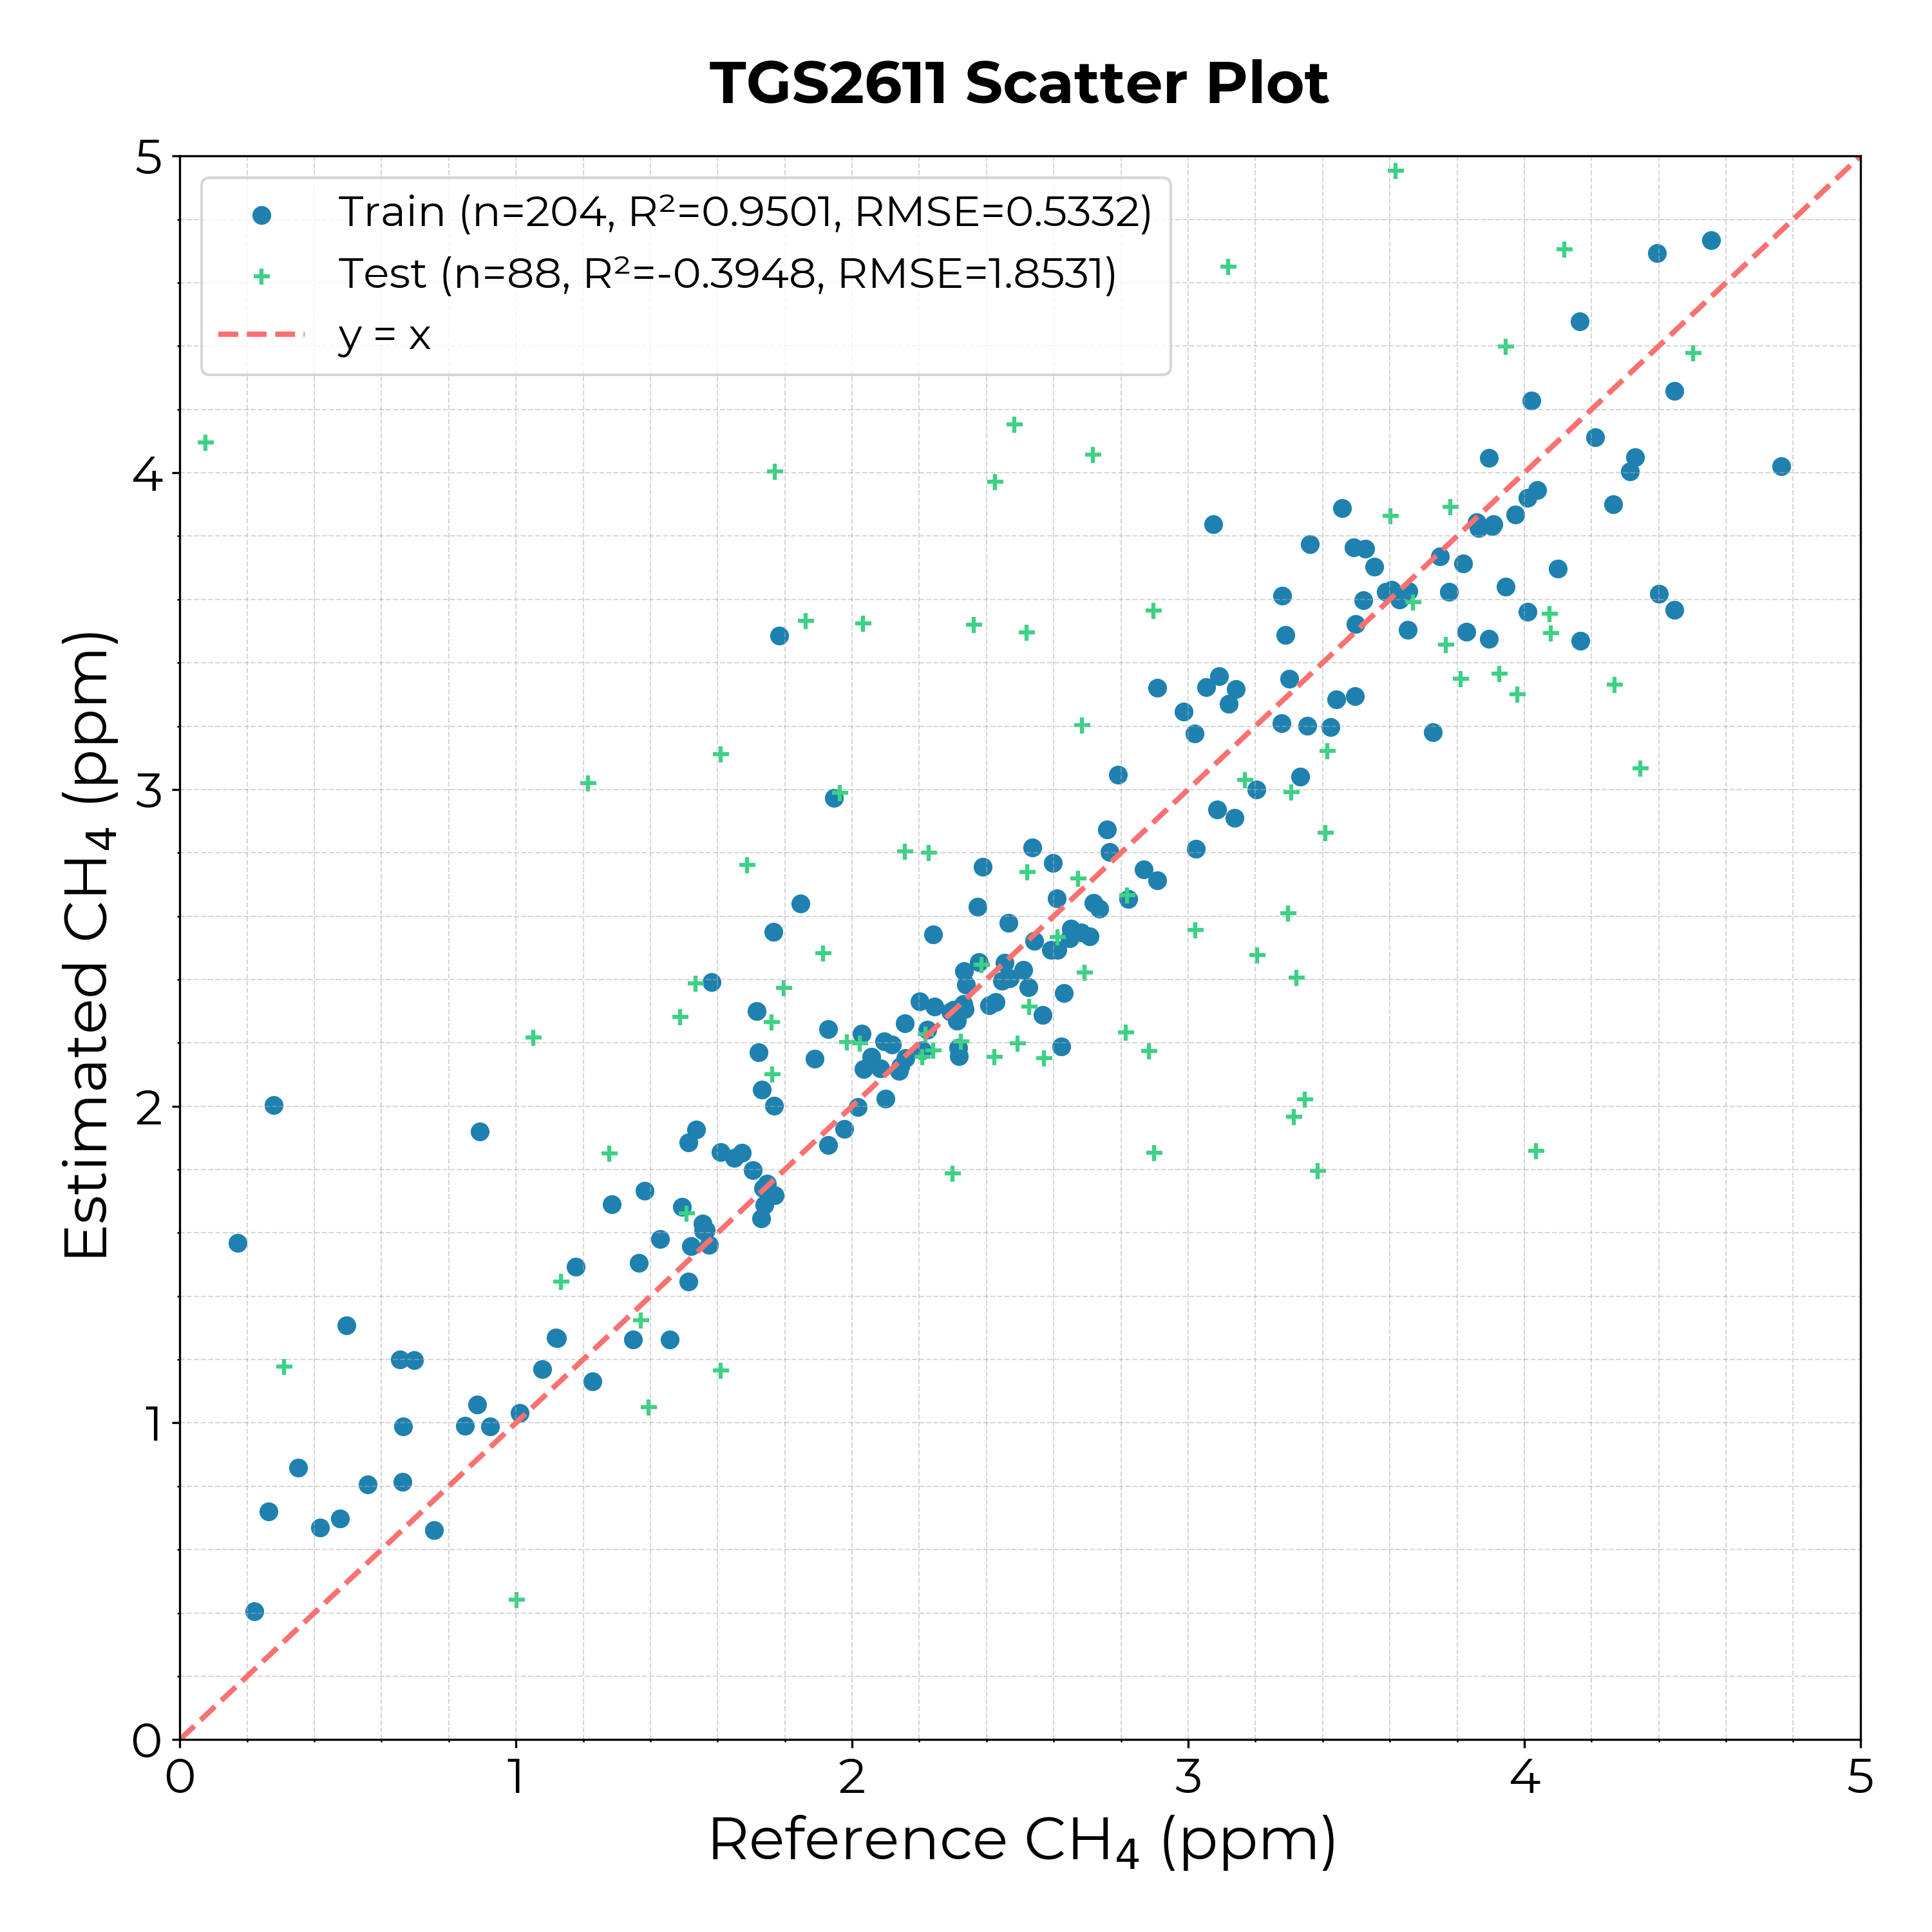 TGS2611 Scatter Plot
Train (n=204, R²=0.9501, RMSE=0.5332)
Test (n=88, R²=-0.3948, RMSE=1.8531)
y = x
Estimated CH₄ (ppm)
5
4
3
2
1
0
0 1 2 3 4 5
Reference CH₄ (ppm)